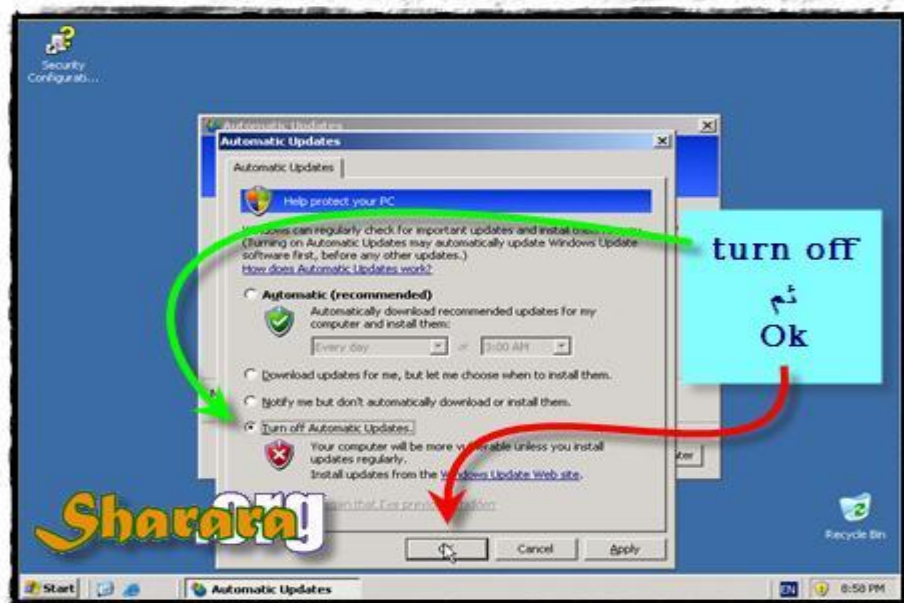 Security
Configurati...
Automatic Updates
Automatic Updates
Automatic Updates
Help protect your PC
Windows can regularly check for important updates and install them
(Turning on Automatic Updates may automatically update Windows Update
software first, before any other updates.)
How does Automatic Updates work?
Automatic (recommended)
Automatically download recommended updates for my
computer and install them:
Every day
at
3:00 AM
Download updates for me, but let me choose when to install them.
Notify me but don't automatically download or install them.
Turn off Automatic Updates.
Your computer will be more vulnerable unless you install
updates regularly.
Install updates from the Windows Update Web site.
that I've
Cancel
Apply
turn off
ثم
Ok
Sharara
.org
Recycle Bin
Start
Automatic Updates
EN
8:58 PM